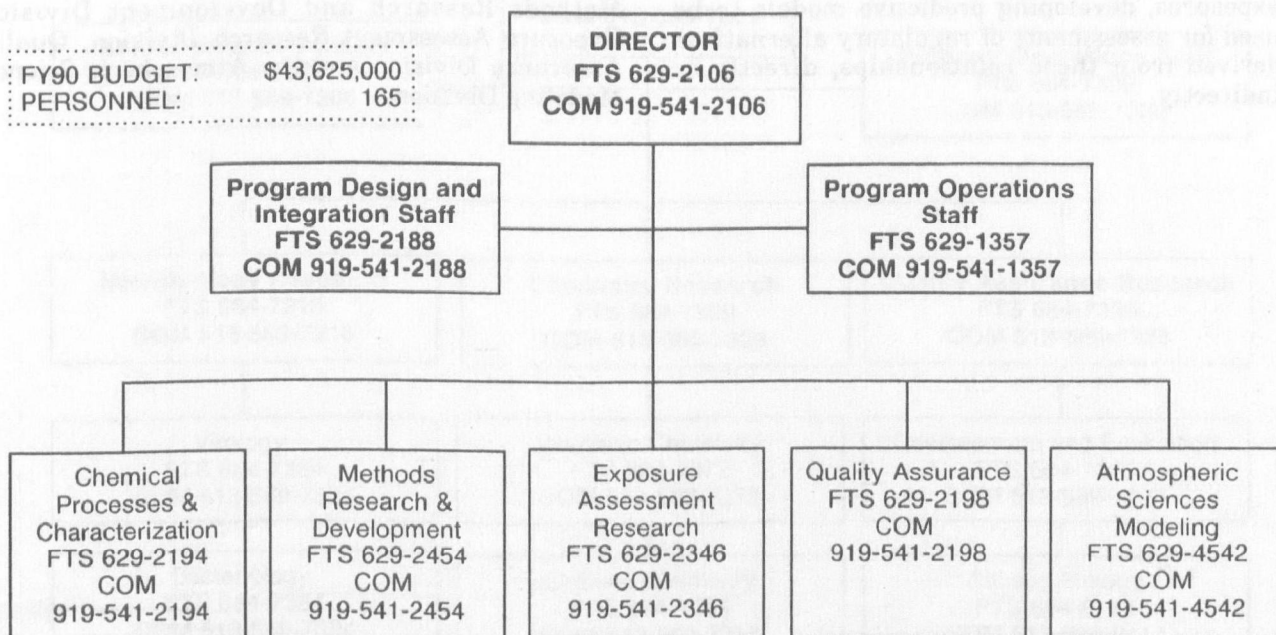 FY90 BUDGET: $43,625,000
PERSONNEL: 165
DIRECTOR
FTS 629-2106
COM 919-541-2106
Program Design and
Integration Staff
FTS 629-2188
COM 919-541-2188
Program Operations
Staff
FTS 629-1357
COM 919-541-1357
Chemical
Processes &
Characterization
FTS 629-2194
COM
919-541-2194
Methods
Research &
Development
FTS 629-2454
COM
919-541-2454
Exposure
Assessment
Research
FTS 629-2346
COM
919-541-2346
Quality Assurance
FTS 629-2198
COM
919-541-2198
Atmospheric
Sciences
Modeling
FTS 629-4542
COM
919-541-4542